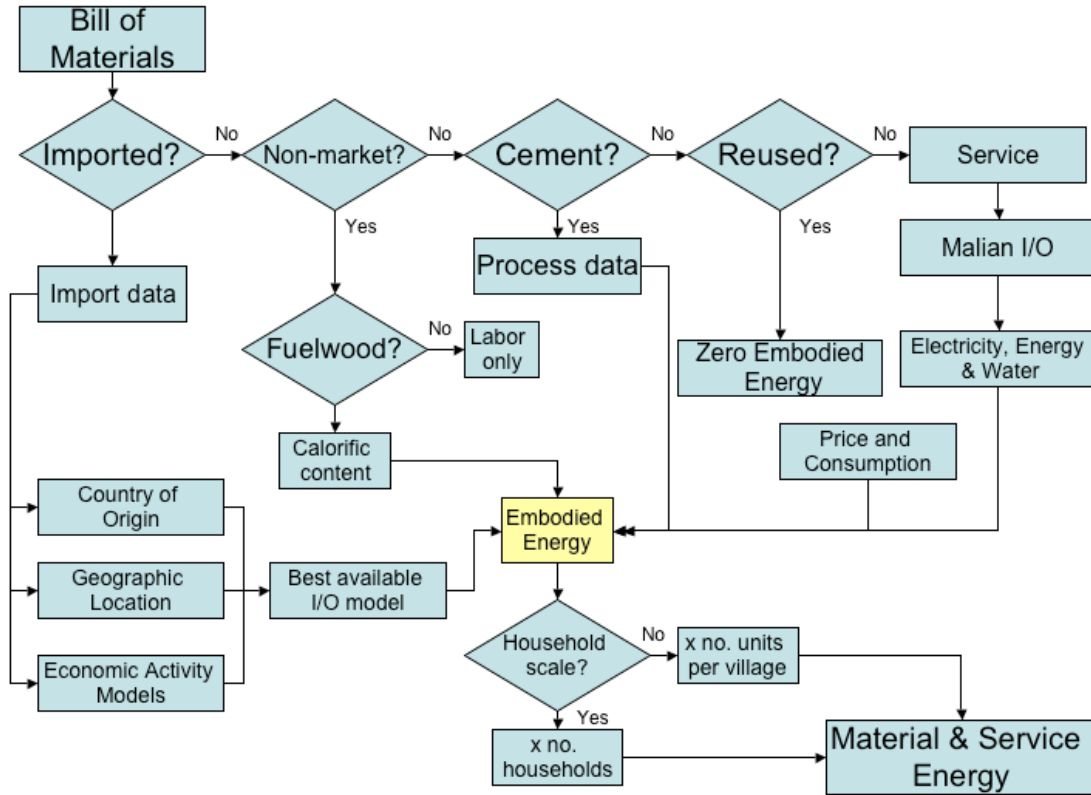 Bill of
Materials
Imported?
No
Non-market?
No
Cement?
No
Reused?
No
Service
Yes
Yes
Malian I/O
Import data
Process data
Fuelwood?
No
Labor
only
Zero Embodied
Energy
Electricity, Energy
& Water
Calorific
content
Price and
Consumption
Country of
Origin
Embodied
Energy
Geographic
Location
Best available
I/O model
Household
scale?
No
x no. units
per village
Economic Activity
Models
Yes
x no.
households
Material & Service
Energy